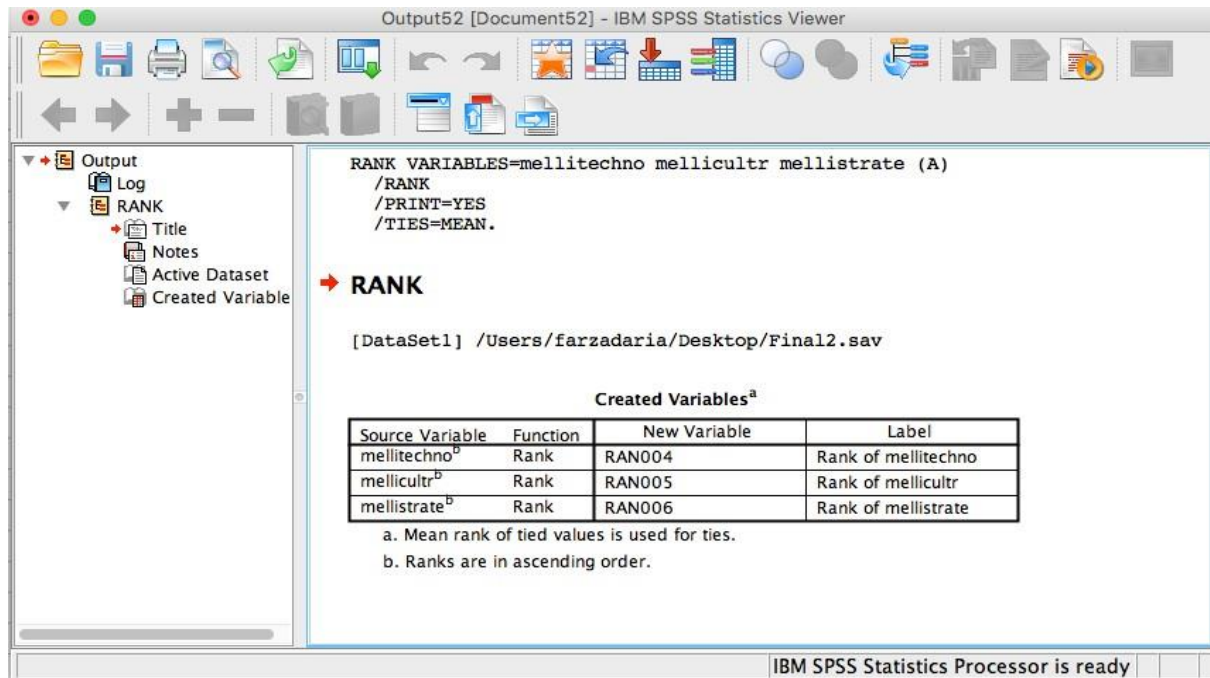 Output52 [Document52] - IBM SPSS Statistics Viewer
Output
Log
RANK
Title
Notes
Active Dataset
Created Variable
RANK VARIABLES=mellitechno mellicultr mellistrate (A)
/RANK
/PRINT=YES
/TIES=MEAN.
RANK
[DataSet1] /Users/farzadaria/Desktop/Final2.sav
Created Variablesa
Source Variable Function New Variable Label
mellitechnob Rank RAN004 Rank of mellitechno
mellicultrb Rank RAN005 Rank of mellicultr
mellistrateb Rank RAN006 Rank of mellistrate
a. Mean rank of tied values is used for ties.
b. Ranks are in ascending order.
IBM SPSS Statistics Processor is ready